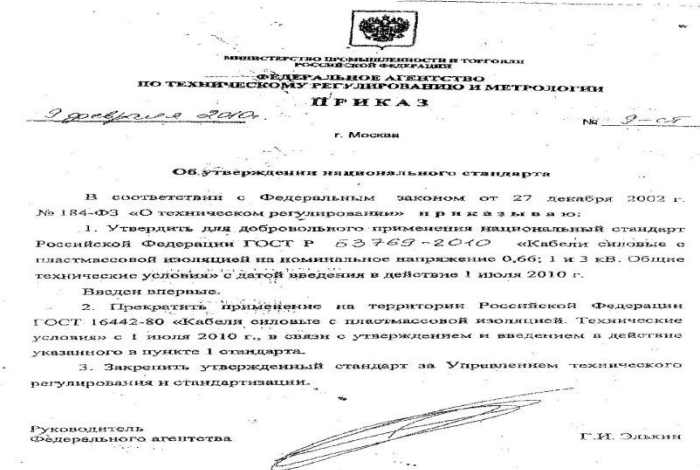 МИНИСТЕРСТВО ПРОМЫШЛЕННОСТИ И ТОРГОВЛИ
РОССИЙСКОЙ ФЕДЕРАЦИИ
ФЕДЕРАЛЬНОЕ АГЕНТСТВО
ПО ТЕХНИЧЕСКОМУ РЕГУЛИРОВАНИЮ И МЕТРОЛОГИИ
ПРИКАЗ
9 февраля 2010г. № 9-ст
г. Москва
Об утверждении национального стандарта
В соответствии с Федеральным законом от 27 декабря 2002 г.
№ 184-ФЗ «О техническом регулировании» приказываю:
1. Утвердить для добровольного применения национальный стандарт
Российской Федерации ГОСТ Р 53769-2010 «Кабели силовые с
пластмассовой изоляцией на номинальное напряжение 0,66; 1 и 3 кВ. Общие
технические условия» с датой введения в действие 1 июля 2010 г.
Введен впервые.
2. Прекратить применение на территории Российской Федерации
ГОСТ 16442-80 «Кабели силовые с пластмассовой изоляцией. Технические
условия» с 1 июля 2010 г., в связи с утверждением и введением в действие
указанного в пункте 1 стандарта.
3. Закрепить утвержденный стандарт за Управлением технического
регулирования и стандартизации.
Руководитель
Федерального агентства Г.И. Элькин